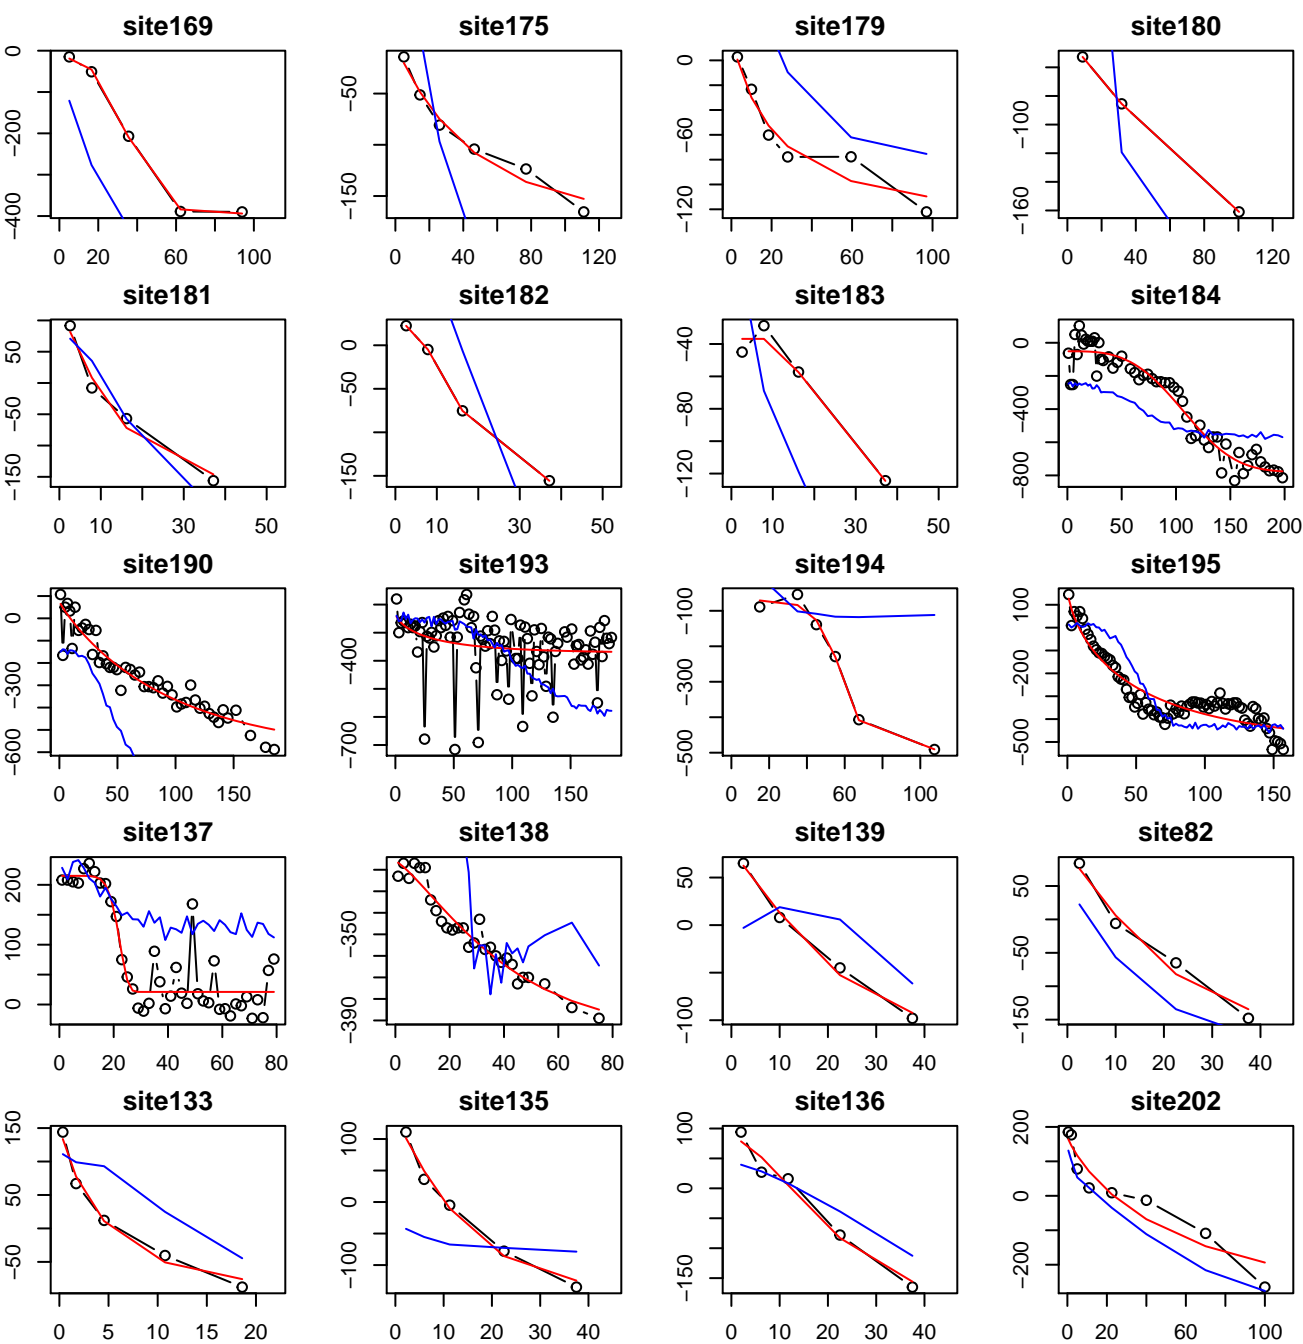 site169 site175 site179 site180
0 −200 −400
−50 −150
0 −60 −120
−100 −160
0 20 60 100
0 40 80 120
0 20 60 100
0 40 80 120
site181 site182 site183 site184
50 −50 −150
0 −50 −150
−40 −80 −120
0 −400 −800
0 10 30 50
0 10 30 50
0 10 30 50
0 50 100 200
site190 site193 site194 site195
0 −300 −600
−400 −700
−100 −300 −500
100 −200 −500
0 50 100 150
0 50 100 150
0 20 60 100
0 50 100 150
site137 site138 site139 site82
200 100 0
−350 −390
50 0 −100
50 −50 −150
0 20 40 60 80
0 20 40 60 80
0 10 20 30 40
0 10 20 30 40
site133 site135 site136 site202
150 50 −50
100 0 −100
100 0 −150
200 0 −200
0 5 10 15 20
0 10 20 30 40
0 10 20 30 40
0 20 60 100